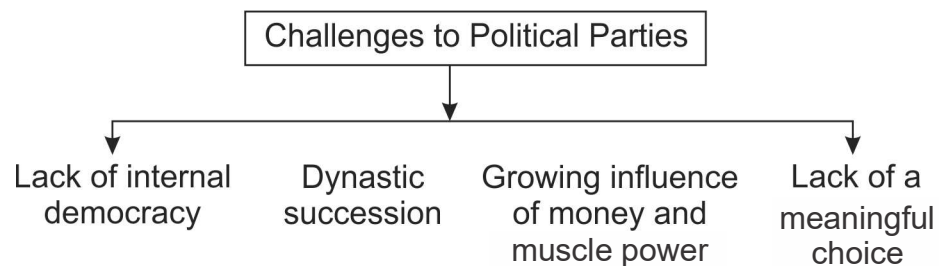 Challenges to Political Parties
Lack of internal
democracy
Dynastic
succession
Growing influence
of money and
muscle power
Lack of a
meaningful
choice